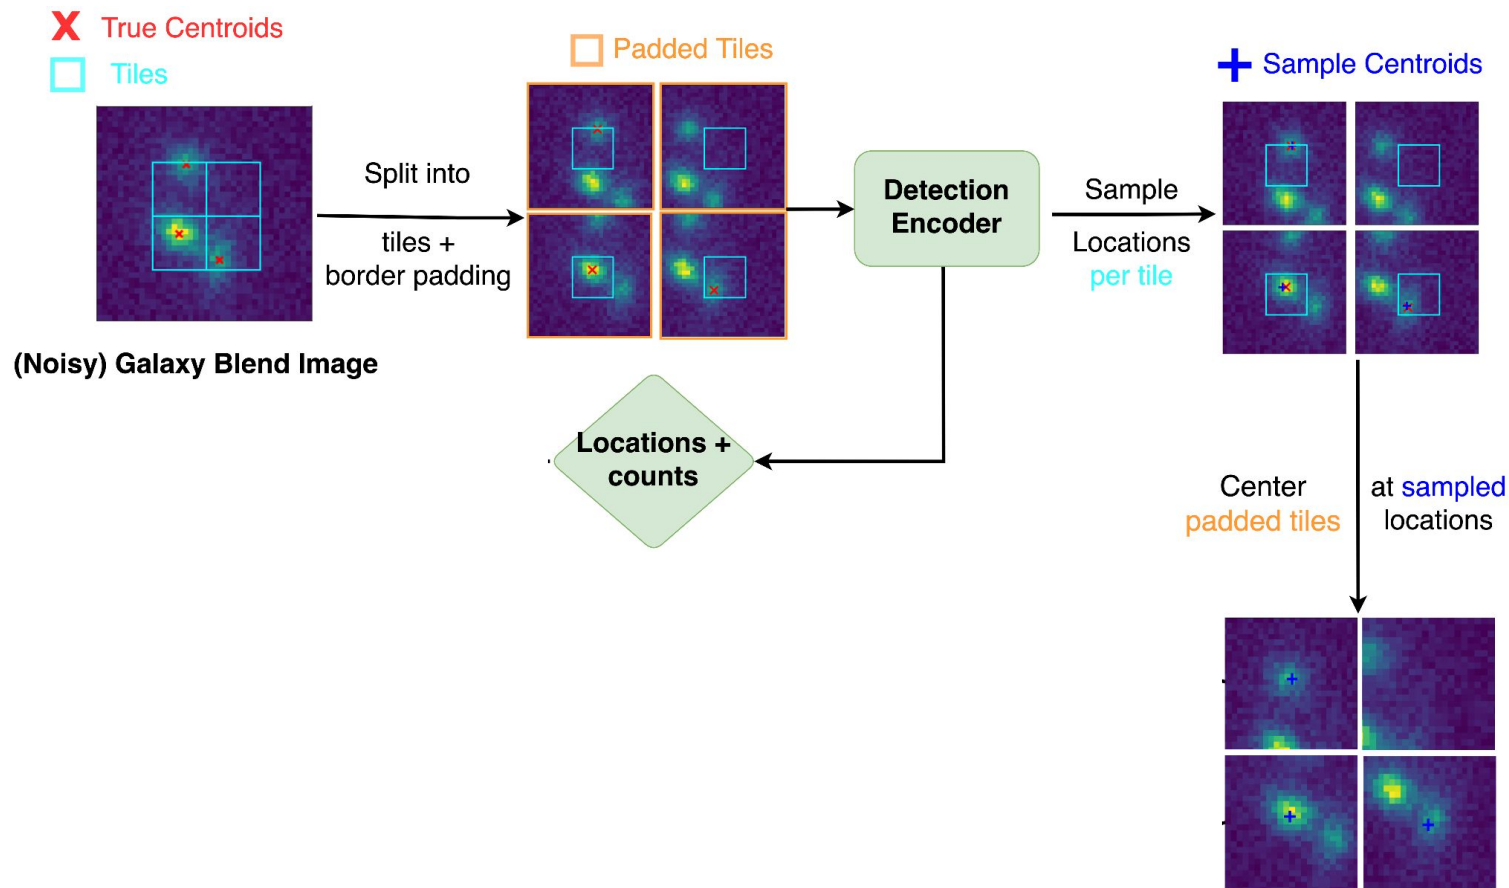 X True Centroids
Tiles
Padded Tiles
Sample Centroids
Split into
tiles +
border padding
(Noisy) Galaxy Blend Image
Detection
Encoder
Sample
Locations
per tile
Locations +
counts
Center
padded tiles
at sampled
locations